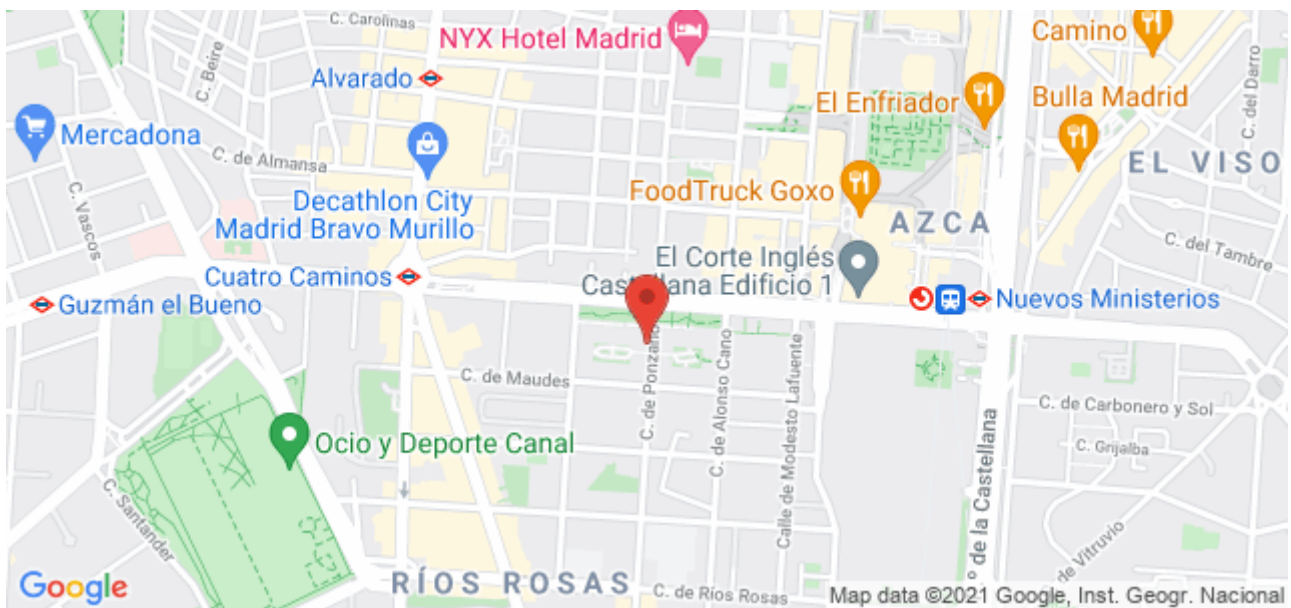 C. Carolinas
NYX Hotel Madrid
Camino
C. Beire
Alvarado
El Enfriador
Bulla Madrid
C. del Darro
Mercadona
C. de Almansa
EL VISO
Decathlon City
Madrid Bravo Murillo
FoodTruck Goxo
AZCA
C. Vascos
C. del Tambre
El Corte Inglés
Castellana Edificio 1
Cuatro Caminos
Guzmán el Bueno
Nuevos Ministerios
C. de Maudes
C. de Ponzano
C. de Alonso Cano
Calle de Modesto Lafuente
C. de Carbonero y Sol
C. Grijalba
Ocio y Deporte Canal
C. Santander
º de la Castellana
de Vitruvio
RÍOS ROSAS
C. de Ríos Rosas
Google
Map data ©2021 Google, Inst. Geogr. Nacional